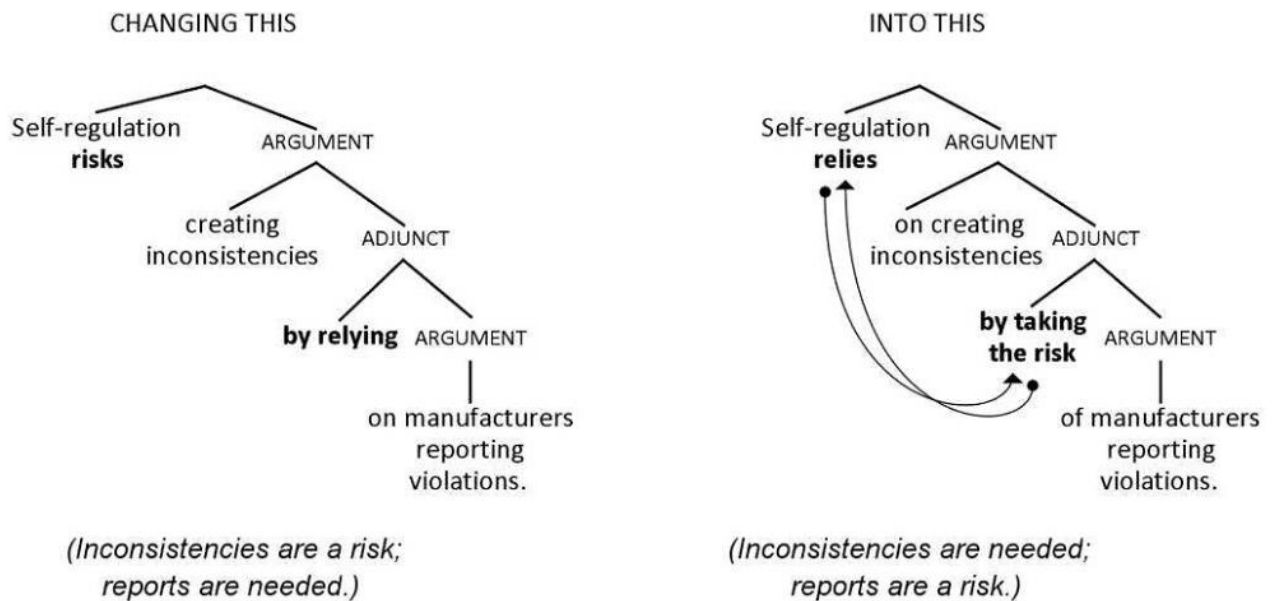 CHANGING THIS
Self-regulation
risks
ARGUMENT
creating
inconsistencies
ADJUNCT
by relying
ARGUMENT
on manufacturers
reporting
violations.
(Inconsistencies are a risk;
reports are needed.)
INTO THIS
Self-regulation
relies
ARGUMENT
on creating
inconsistencies
ADJUNCT
by taking
the risk
ARGUMENT
of manufacturers
reporting
violations.
(Inconsistencies are needed;
reports are a risk.)